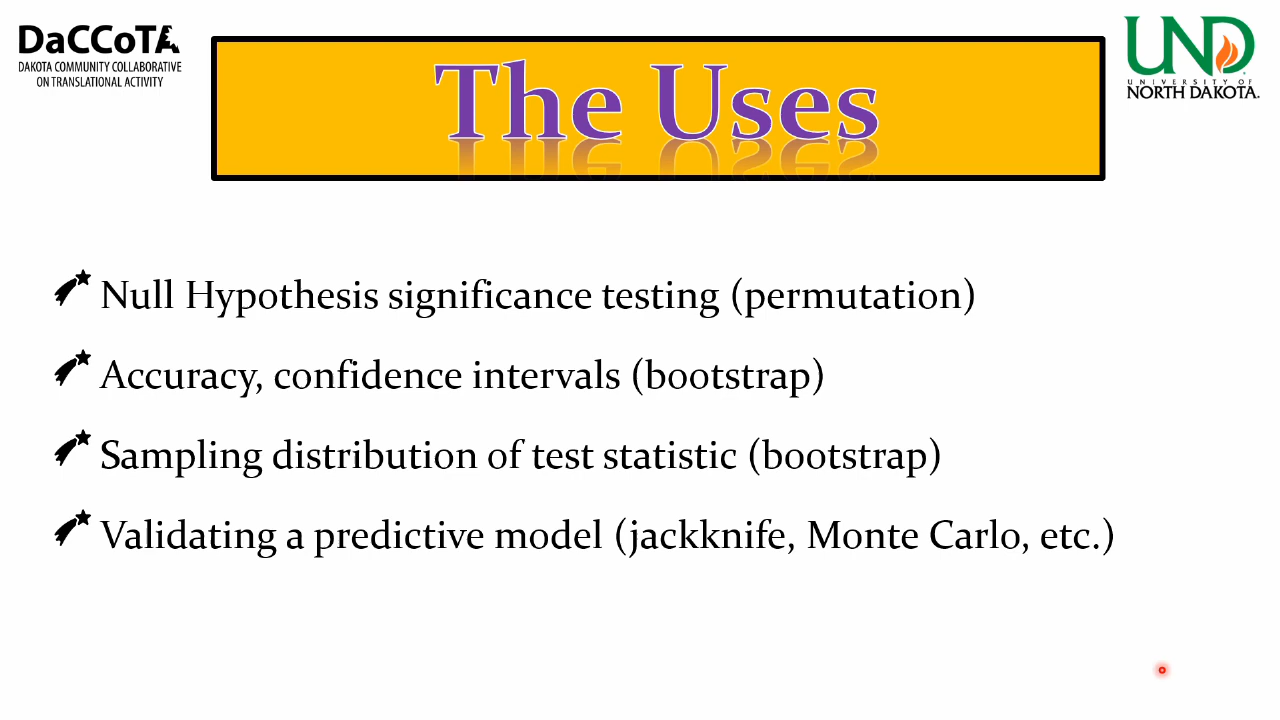 DaCCoTA
DAKOTA COMMUNITY COLLABORATIVE
ON TRANSLATIONAL ACTIVITY
The Uses
UND
UNIVERSITY OF
NORTH DAKOTA.
Null Hypothesis significance testing (permutation)
Accuracy, confidence intervals (bootstrap)
Sampling distribution of test statistic (bootstrap)
Validating a predictive model (jackknife, Monte Carlo, etc.)